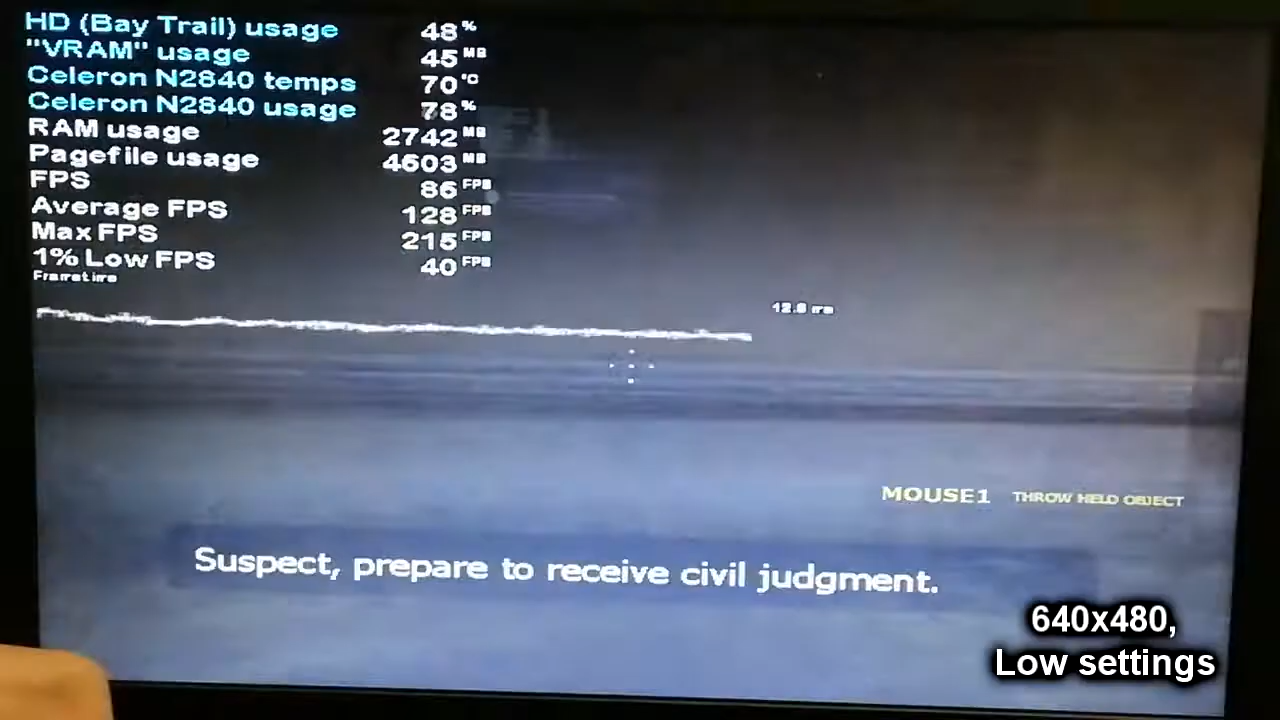 HD (Bay Trail) usage 48 %
"VRAM" usage 45 MB
Celeron N2840 temps 70 °C
Celeron N2840 usage 78 %
RAM usage 2742 MB
Pagefile usage 4603 MB
FPS 86 FPS
Average FPS 128 FPS
Max FPS 215 FPS
1% Low FPS 40 FPS
Frametime
12.8 ms
MOUSE1 THROW HELD OBJECT
Suspect, prepare to receive civil judgment.
640x480,
Low settings